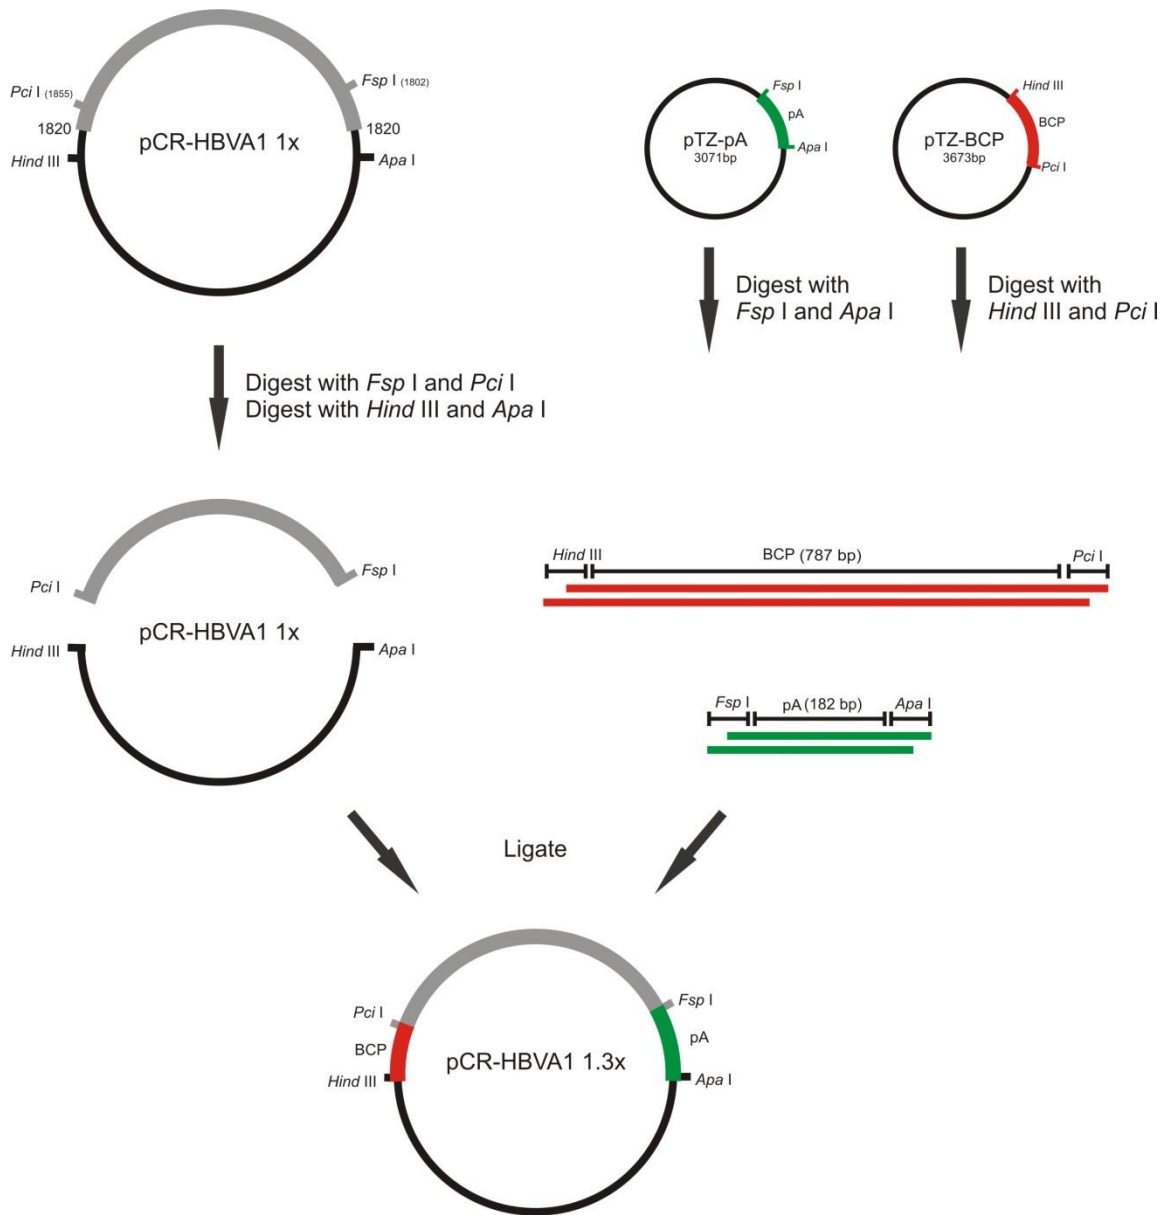 Pci I (1855)
Fsp I (1802)
1820
1820
pCR-HBVA1 1x
Hind III
Apa I
Fsp I
pA
pTZ-pA
3071bp
Apa I
Hind III
BCP
pTZ-BCP
3673bp
Pci I
Digest with
Fsp I and Apa I
Digest with
Hind III and Pci I
Digest with Fsp I and Pci I
Digest with Hind III and Apa I
Pci I
Fsp I
pCR-HBVA1 1x
Hind III
Apa I
Hind III
BCP (787 bp)
Pci I
Fsp I
pA (182 bp)
Apa I
Ligate
Pci I
Fsp I
BCP
pA
pCR-HBVA1 1.3x
Hind III
Apa I